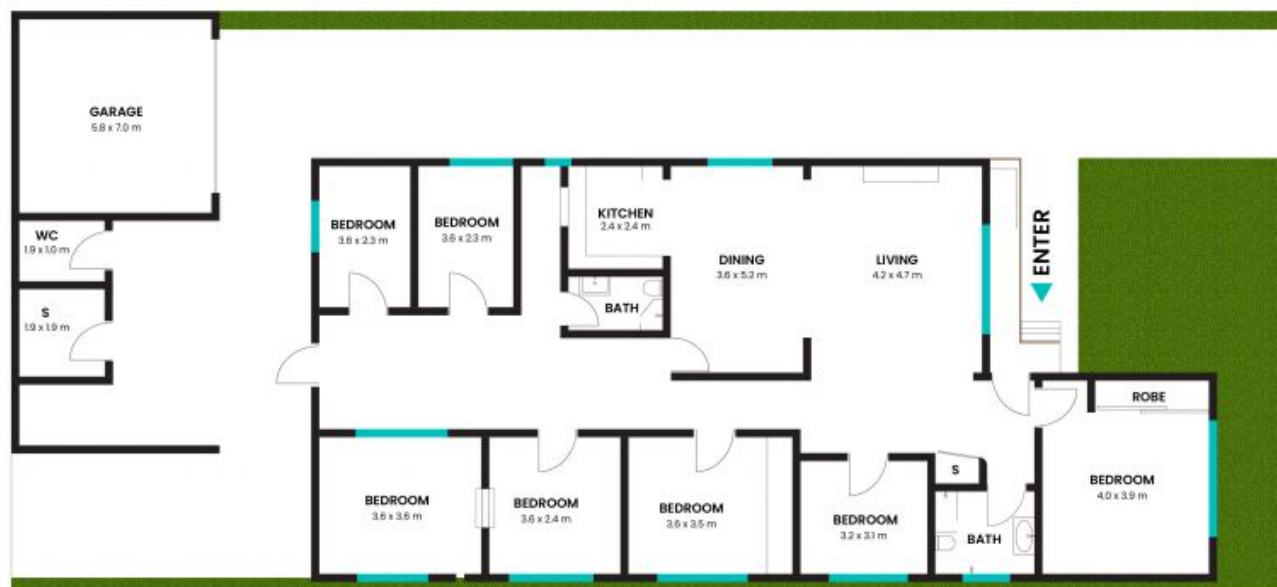 GARAGE
5.8 x 7.0 m
WC
1.9 x 1.0 m
S
1.9 x 1.9 m
BEDROOM
3.6 x 2.3 m
BEDROOM
3.6 x 2.3 m
KITCHEN
2.4 x 2.4 m
BATH
DINING
3.6 x 5.2 m
LIVING
4.2 x 4.7 m
ENTER
BEDROOM
3.6 x 3.6 m
BEDROOM
3.6 x 2.4 m
BEDROOM
3.6 x 3.5 m
BEDROOM
3.2 x 3.1 m
S
BATH
ROBE
BEDROOM
4.0 x 3.9 m